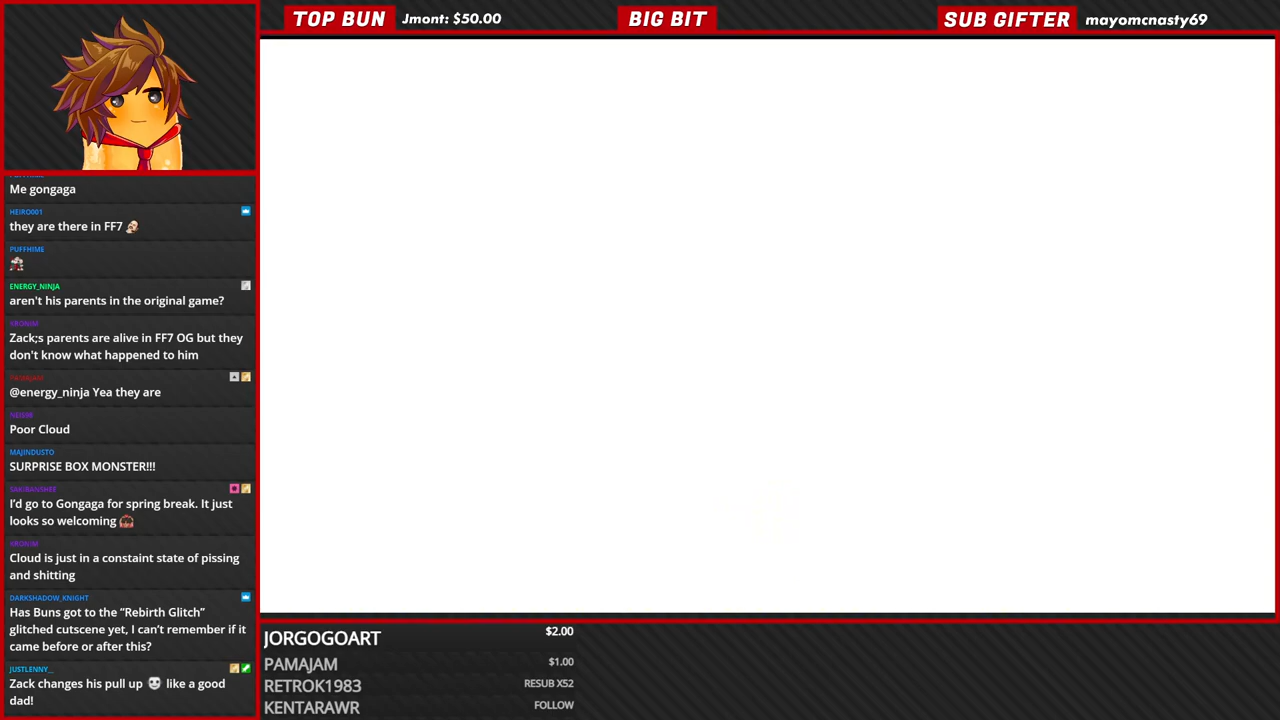 TOP BUN Jmont: $50.00 BIG BIT SUB GIFTER mayomcnasty69
Me gongaga
HEIRO001
they are there in FF7
PUFFHIME
ENERGY_NINJA
aren't his parents in the original game?
KRONIM
Zack;s parents are alive in FF7 OG but they
don't know what happened to him
PAMAJAM
@energy_ninja Yea they are
Poor Cloud
MAJINDUSTO
SURPRISE BOX MONSTER!!!
SAKIBANSHEE
I'd go to Gongaga for spring break. It just
looks so welcoming
KRONIM
Cloud is just in a constaint state of pissing
and shitting
DARKSHADOW_KNIGHT
Has Buns got to the “Rebirth Glitch”
glitched cutscene yet, I can't remember if it
came before or after this?
JUSTLENNY__
Zack changes his pull up like a good
dad!
JORGOGOART $2.00
PAMAJAM $1.00
RETROK1983 RESUB X52
KENTARAWR FOLLOW